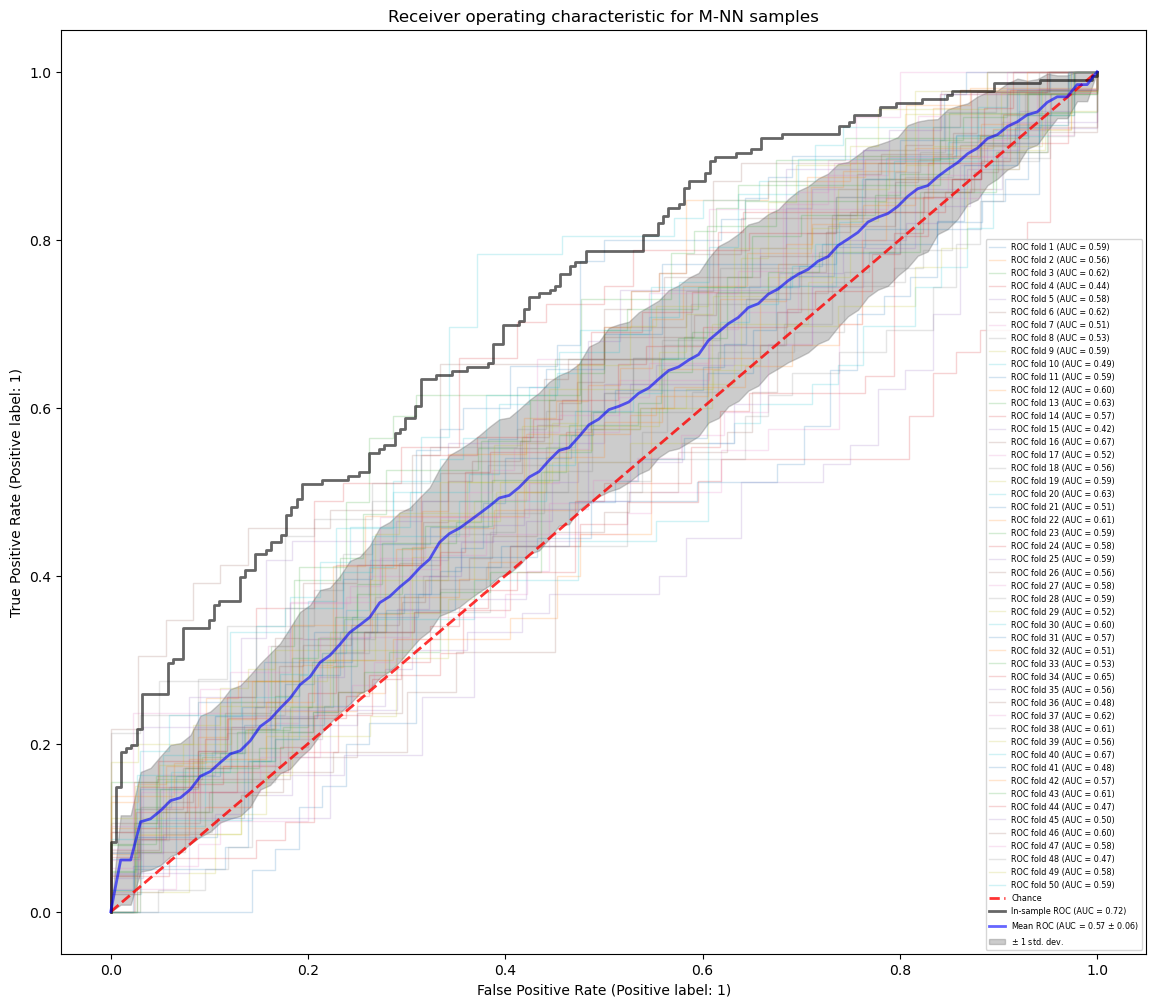 Receiver operating characteristic for M-NN samples
True Positive Rate (Positive label: 1)
1.0
0.8
0.6
0.4
0.2
0.0
ROC fold 1 (AUC = 0.59)
ROC fold 2 (AUC = 0.56)
ROC fold 3 (AUC = 0.62)
ROC fold 4 (AUC = 0.44)
ROC fold 5 (AUC = 0.58)
ROC fold 6 (AUC = 0.62)
ROC fold 7 (AUC = 0.51)
ROC fold 8 (AUC = 0.53)
ROC fold 9 (AUC = 0.59)
ROC fold 10 (AUC = 0.49)
ROC fold 11 (AUC = 0.59)
ROC fold 12 (AUC = 0.60)
ROC fold 13 (AUC = 0.63)
ROC fold 14 (AUC = 0.57)
ROC fold 15 (AUC = 0.42)
ROC fold 16 (AUC = 0.67)
ROC fold 17 (AUC = 0.52)
ROC fold 18 (AUC = 0.56)
ROC fold 19 (AUC = 0.59)
ROC fold 20 (AUC = 0.63)
ROC fold 21 (AUC = 0.51)
ROC fold 22 (AUC = 0.61)
ROC fold 23 (AUC = 0.59)
ROC fold 24 (AUC = 0.58)
ROC fold 25 (AUC = 0.59)
ROC fold 26 (AUC = 0.56)
ROC fold 27 (AUC = 0.58)
ROC fold 28 (AUC = 0.59)
ROC fold 29 (AUC = 0.52)
ROC fold 30 (AUC = 0.60)
ROC fold 31 (AUC = 0.57)
ROC fold 32 (AUC = 0.51)
ROC fold 33 (AUC = 0.53)
ROC fold 34 (AUC = 0.65)
ROC fold 35 (AUC = 0.56)
ROC fold 36 (AUC = 0.48)
ROC fold 37 (AUC = 0.62)
ROC fold 38 (AUC = 0.61)
ROC fold 39 (AUC = 0.56)
ROC fold 40 (AUC = 0.67)
ROC fold 41 (AUC = 0.48)
ROC fold 42 (AUC = 0.57)
ROC fold 43 (AUC = 0.61)
ROC fold 44 (AUC = 0.47)
ROC fold 45 (AUC = 0.50)
ROC fold 46 (AUC = 0.60)
ROC fold 47 (AUC = 0.58)
ROC fold 48 (AUC = 0.47)
ROC fold 49 (AUC = 0.58)
ROC fold 50 (AUC = 0.59)
Chance
In-sample ROC (AUC = 0.72)
Mean ROC (AUC = 0.57 ± 0.06)
± 1 std. dev.
0.0 0.2 0.4 0.6 0.8 1.0
False Positive Rate (Positive label: 1)